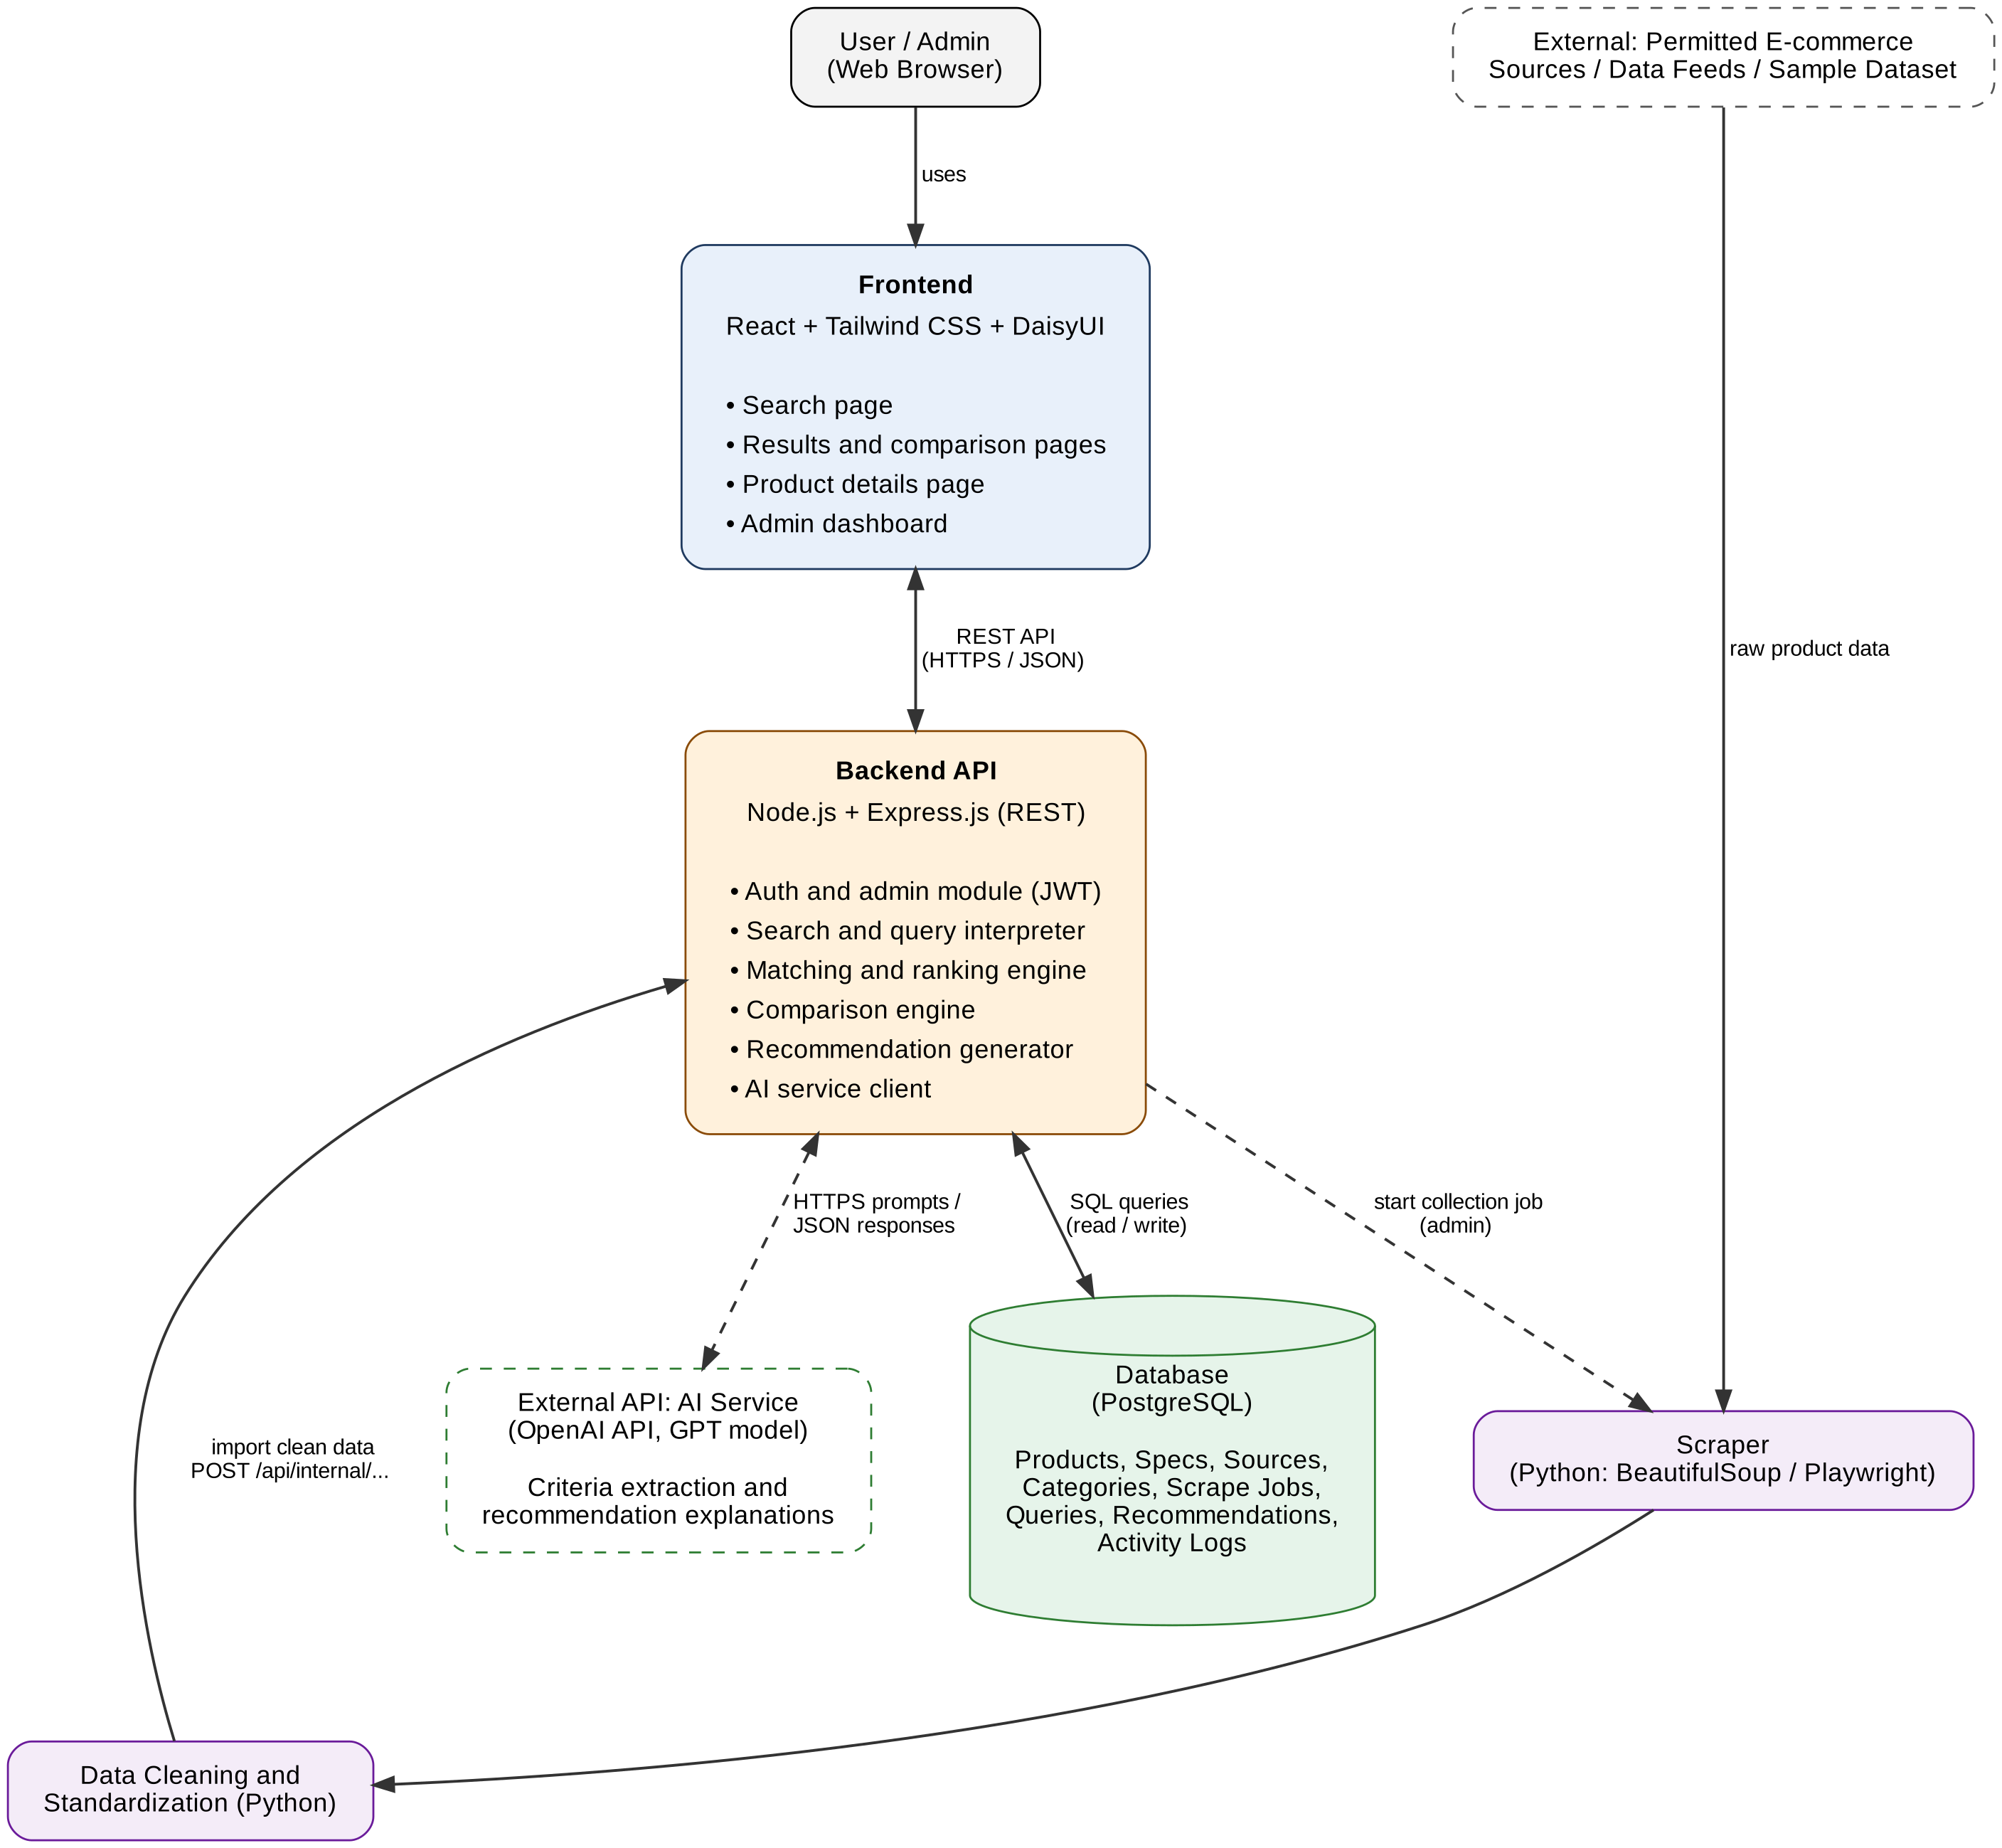 User / Admin
(Web Browser)
External: Permitted E-commerce
Sources / Data Feeds / Sample Dataset
uses
Frontend
React + Tailwind CSS + DaisyUI
• Search page
• Results and comparison pages
• Product details page
• Admin dashboard
REST API
(HTTPS / JSON)
raw product data
Backend API
Node.js + Express.js (REST)
• Auth and admin module (JWT)
• Search and query interpreter
• Matching and ranking engine
• Comparison engine
• Recommendation generator
• AI service client
HTTPS prompts /
JSON responses
SQL queries
(read / write)
start collection job
(admin)
import clean data
POST /api/internal/...
External API: AI Service
(OpenAI API, GPT model)
Criteria extraction and
recommendation explanations
Database
(PostgreSQL)
Products, Specs, Sources,
Categories, Scrape Jobs,
Queries, Recommendations,
Activity Logs
Scraper
(Python: BeautifulSoup / Playwright)
Data Cleaning and
Standardization (Python)